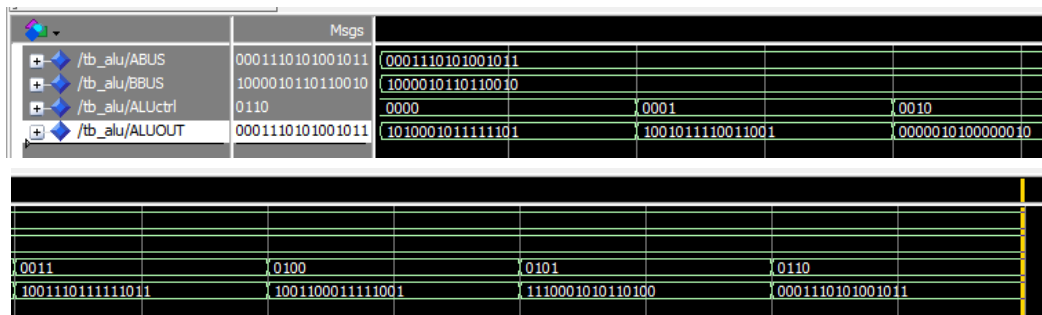 Msgs
/tb_alu/ABUS 0001110101001011 0001110101001011
/tb_alu/BBUS 1000010110110010 1000010110110010
/tb_alu/ALUctrl 0110 0000 0001 0010
/tb_alu/ALUOUT 0001110101001011 1010001011111101 1001011110011001 0000010100000010
0011 0100 0101 0110
1001110111111011 1001100011111001 1110001010110100 0001110101001011